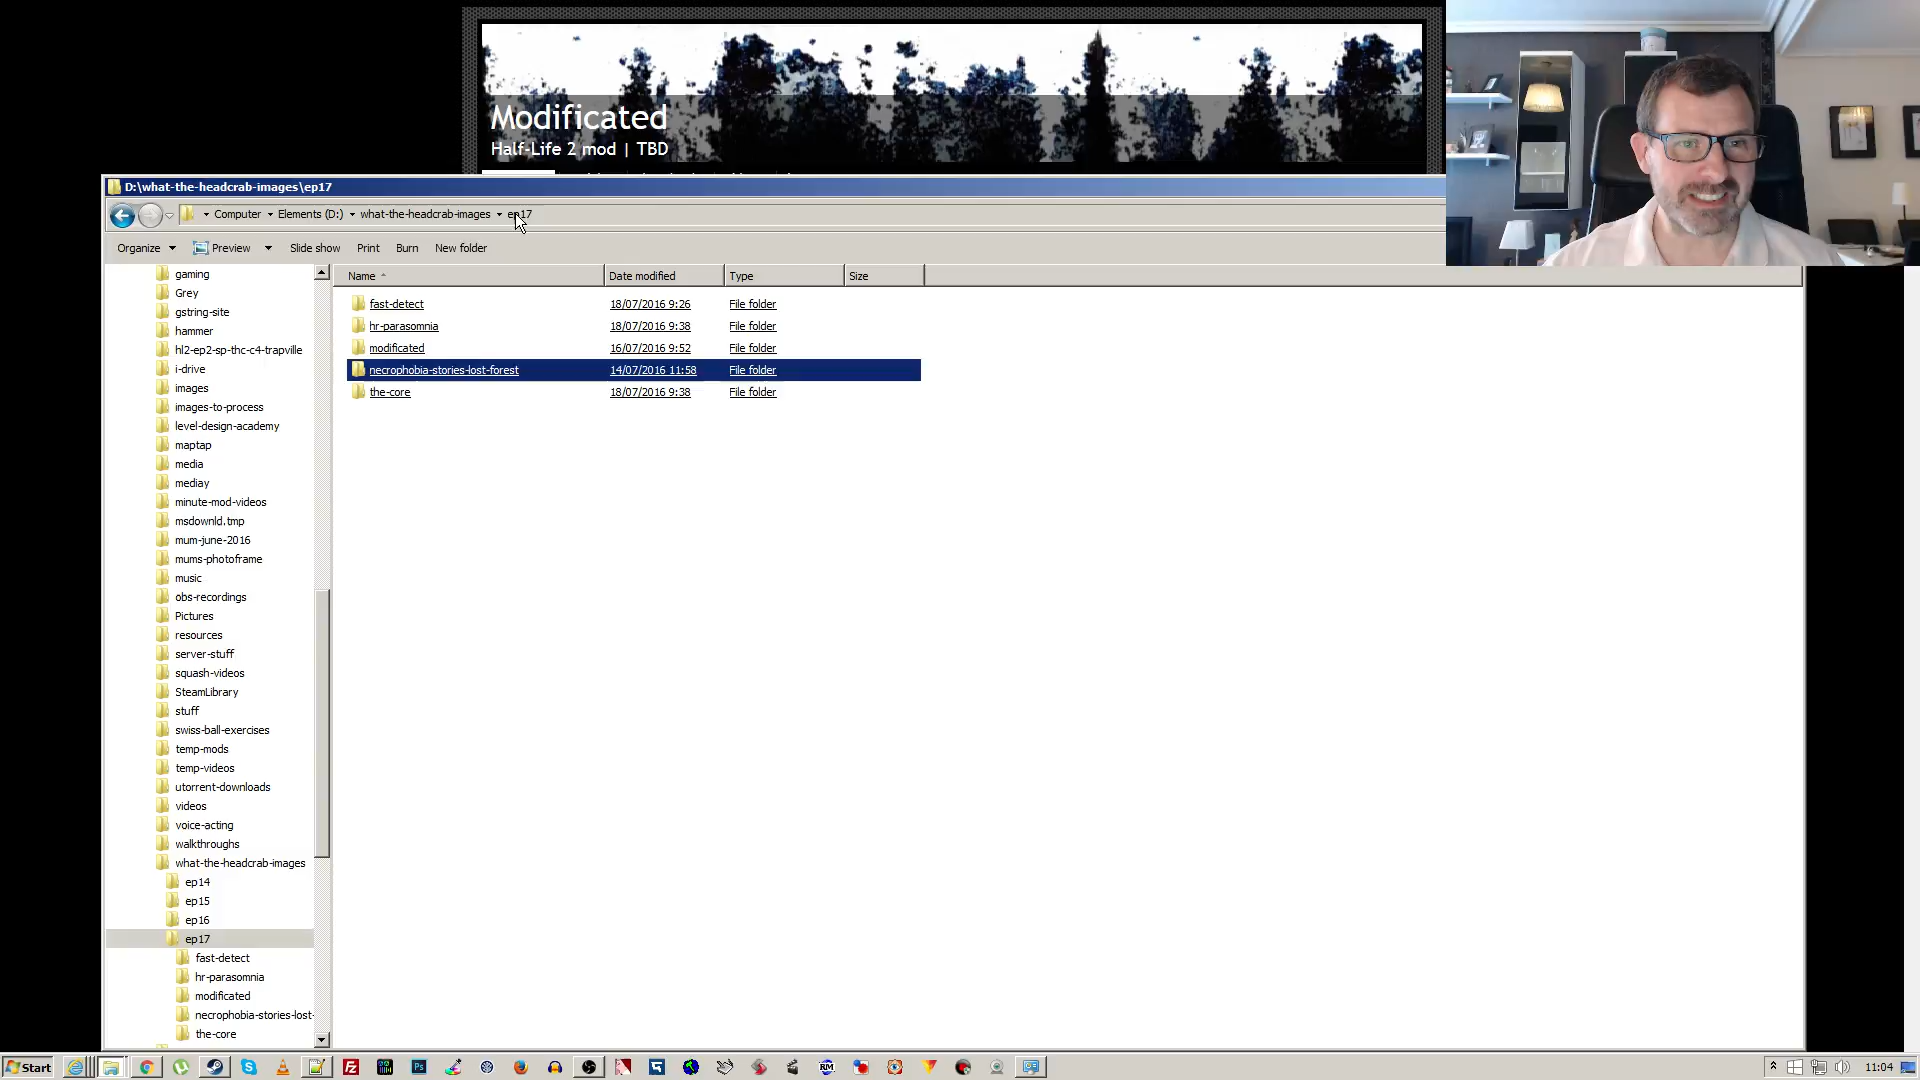 Modificated
Half-Life 2 mod | TBD
D:\what-the-headcrab-images\ep17
Computer Elements (D:) what-the-headcrab-images ep17
Organize Preview Slide show Print Burn New folder
Name Date modified Type Size
fast-detect 18/07/2016 9:26 File folder
hr-parasomnia 18/07/2016 9:38 File folder
modificated 16/07/2016 9:52 File folder
necrophobia-stories-lost-forest 14/07/2016 11:58 File folder
the-core 18/07/2016 9:38 File folder
gaming
Grey
gstring-site
hammer
hl2-ep2-sp-thc-c4-trapville
i-drive
images
images-to-process
level-design-academy
maptap
media
mediay
minute-mod-videos
msdownld.tmp
mum-june-2016
mums-photoframe
music
obs-recordings
Pictures
resources
server-stuff
squash-videos
SteamLibrary
stuff
swiss-ball-exercises
temp-mods
temp-videos
utorrent-downloads
videos
voice-acting
walkthroughs
what-the-headcrab-images
ep14
ep15
ep16
ep17
fast-detect
hr-parasomnia
modificated
necrophobia-stories-lost-
the-core
Start Ps RM 11:04